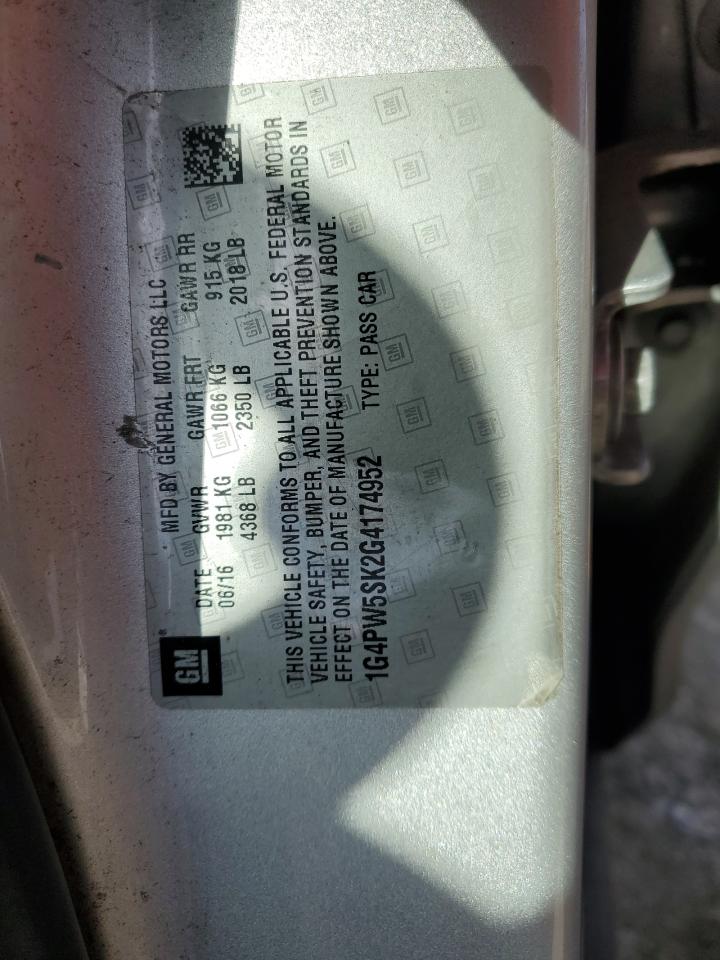 GM
MFD BY GENERAL MOTORS LLC
DATE GVWR GAWR FRT GAWR RR
06/16 1981 KG 1066 KG 915 KG
4368 LB 2350 LB 2018 LB
THIS VEHICLE CONFORMS TO ALL APPLICABLE U.S. FEDERAL MOTOR
VEHICLE SAFETY, BUMPER, AND THEFT PREVENTION STANDARDS IN
EFFECT ON THE DATE OF MANUFACTURE SHOWN ABOVE.
1G4PW5SK2G4174952 TYPE: PASS CAR